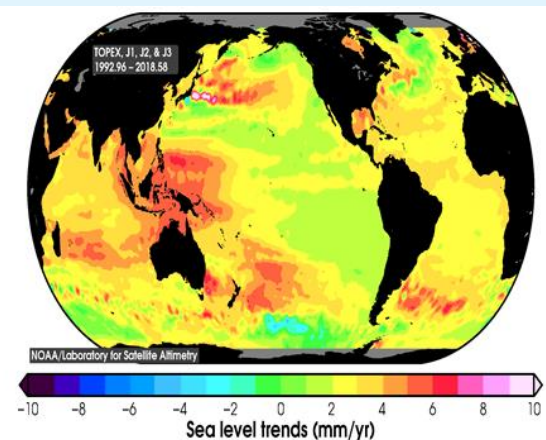 TOPEX, J1, J2, & J3
1992.96 – 2018.58
NOAA/Laboratory for Satellite Altimetry
−10 −8 −6 −4 −2 0 2 4 6 8 10
Sea level trends (mm/yr)